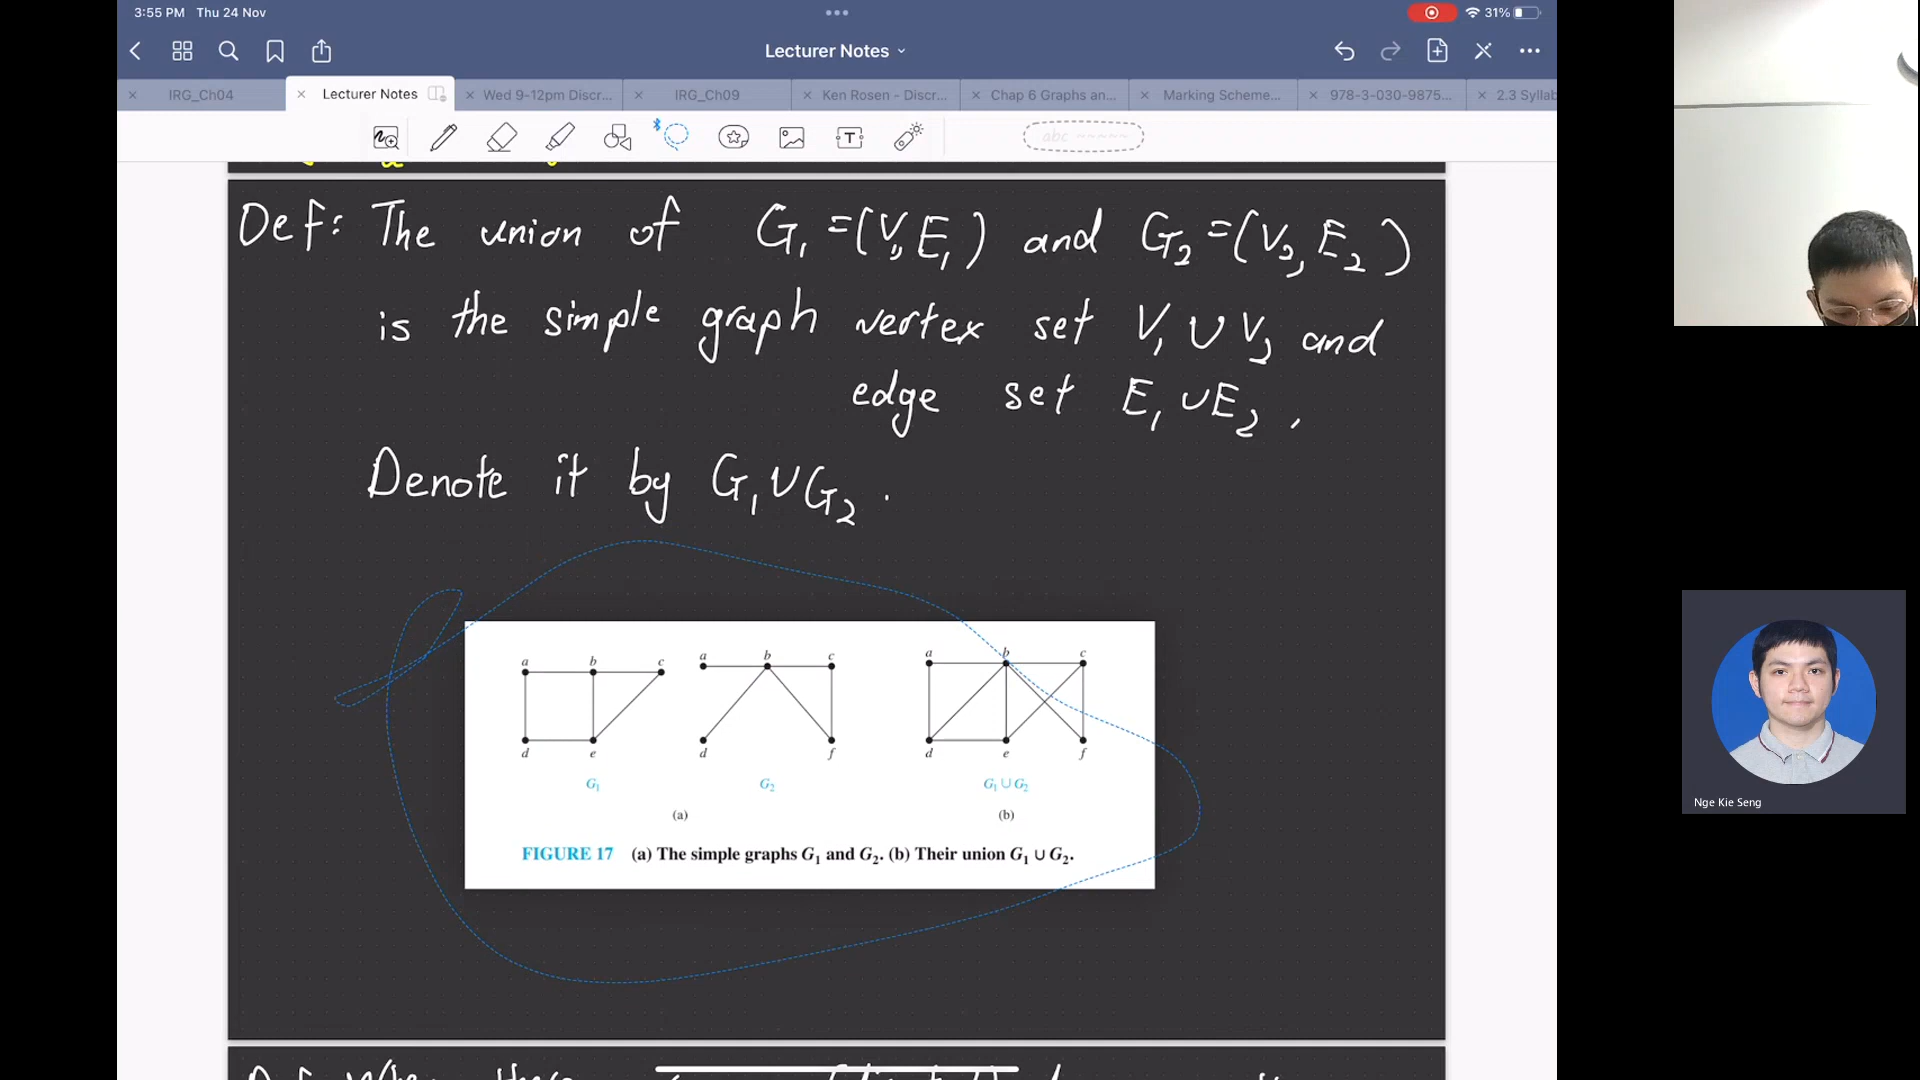 3:55 PM Thu 24 Nov
31%
Lecturer Notes
IRG_Ch04
Lecturer Notes
Wed 9-12pm Discr...
IRG_Ch09
Ken Rosen - Discr...
Chap 6 Graphs an...
Marking Scheme...
978-3-030-9875...
2.3 Syllab
abc
Def: The union of G₁ = (V₁, E₁) and G₂ = (V₂, E₂)
is the simple graph vertex set V₁ ∪ V₂ and
edge set E₁ ∪ E₂.
Denote it by G₁ ∪ G₂.
a b c a b c a b c
d e d f d e f
G₁ G₂ G₁ ∪ G₂
(a) (b)
FIGURE 17 (a) The simple graphs G₁ and G₂. (b) Their union G₁ ∪ G₂.
Nge Kie Seng